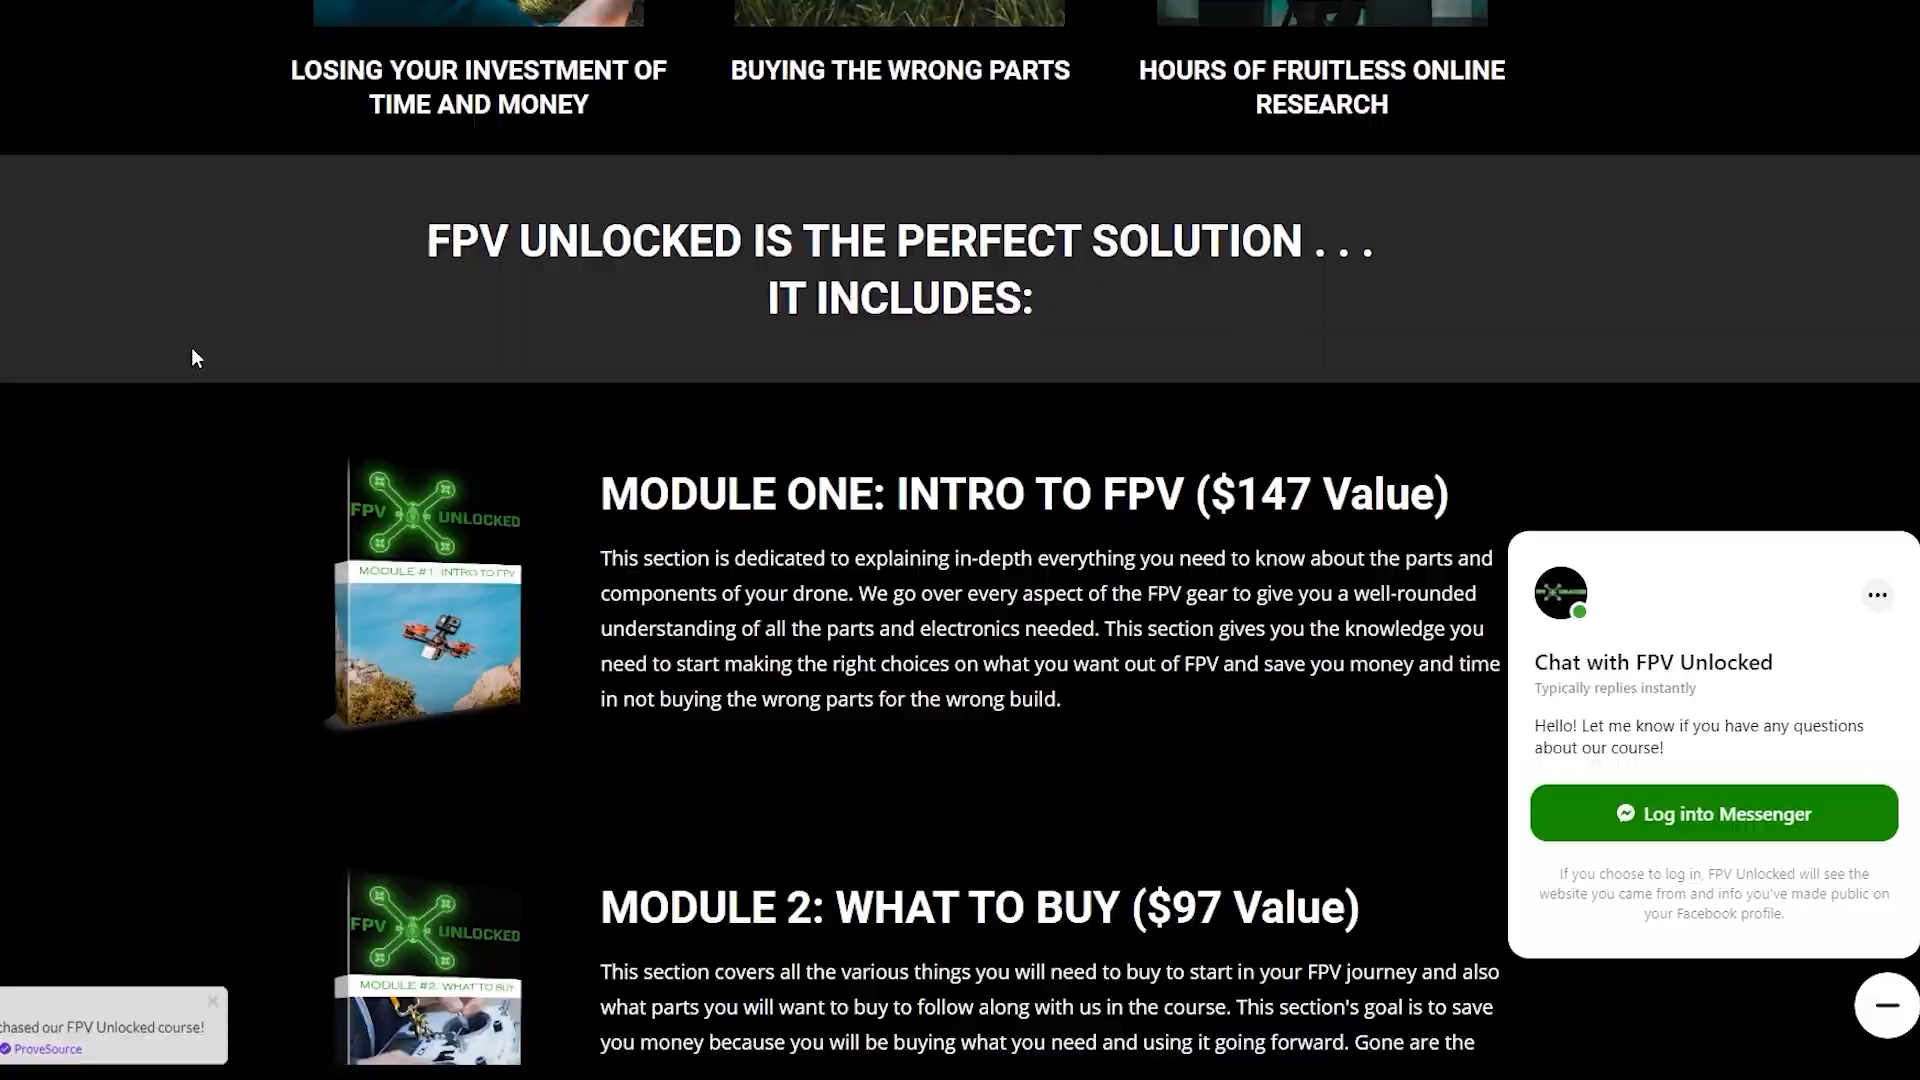 LOSING YOUR INVESTMENT OF
TIME AND MONEY
BUYING THE WRONG PARTS
HOURS OF FRUITLESS ONLINE
RESEARCH
FPV UNLOCKED IS THE PERFECT SOLUTION . . .
IT INCLUDES:
FPV UNLOCKED
MODULE #1: INTRO TO FPV
MODULE ONE: INTRO TO FPV ($147 Value)
This section is dedicated to explaining in-depth everything you need to know about the parts and
components of your drone. We go over every aspect of the FPV gear to give you a well-rounded
understanding of all the parts and electronics needed. This section gives you the knowledge you
need to start making the right choices on what you want out of FPV and save you money and time
in not buying the wrong parts for the wrong build.
FPV UNLOCKED
MODULE #2: WHAT TO BUY
MODULE 2: WHAT TO BUY ($97 Value)
This section covers all the various things you will need to buy to start in your FPV journey and also
what parts you will want to buy to follow along with us in the course. This section's goal is to save
you money because you will be buying what you need and using it going forward. Gone are the
Chat with FPV Unlocked
Typically replies instantly
Hello! Let me know if you have any questions
about our course!
Log into Messenger
If you choose to log in, FPV Unlocked will see the
website you came from and info you've made public on
your Facebook profile.
chased our FPV Unlocked course!
ProveSource